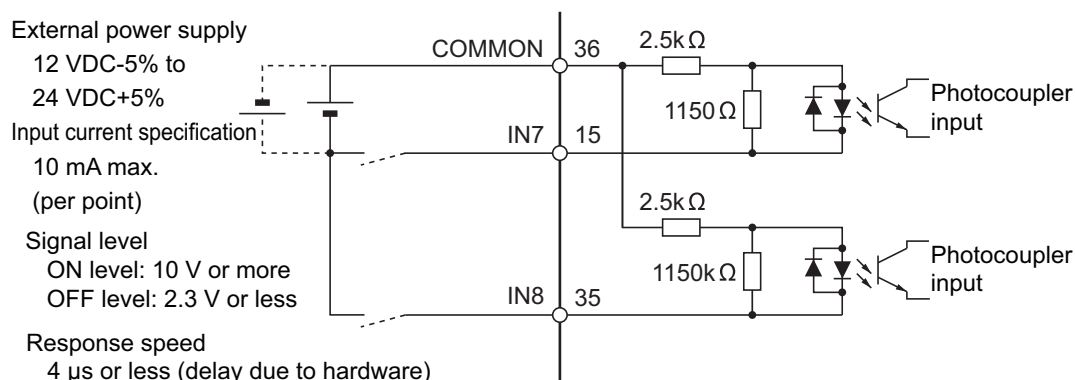 External power supply
12 VDC-5% to
24 VDC+5%
Input current specification
10 mA max.
(per point)
Signal level
ON level: 10 V or more
OFF level: 2.3 V or less
Response speed
4 μs or less (delay due to hardware)
COMMON 36
2.5kΩ
1150Ω
Photocoupler
input
IN7 15
2.5kΩ
1150kΩ
Photocoupler
input
IN8 35